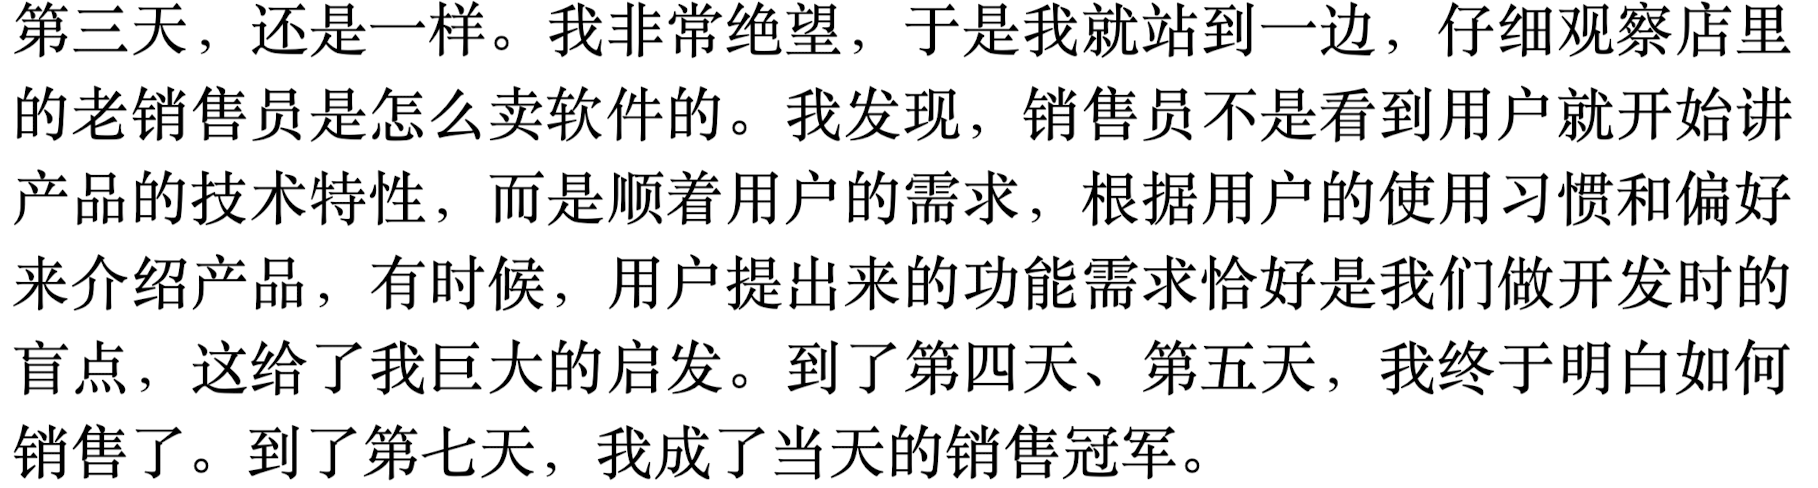 第三天，还是一样。我非常绝望，于是我就站到一边，仔细观察店里
的老销售员是怎么卖软件的。我发现，销售员不是看到用户就开始讲
产品的技术特性，而是顺着用户的需求，根据用户的使用习惯和偏好
来介绍产品，有时候，用户提出来的功能需求恰好是我们做开发时的
盲点，这给了我巨大的启发。到了第四天、第五天，我终于明白如何
销售了。到了第七天，我成了当天的销售冠军。